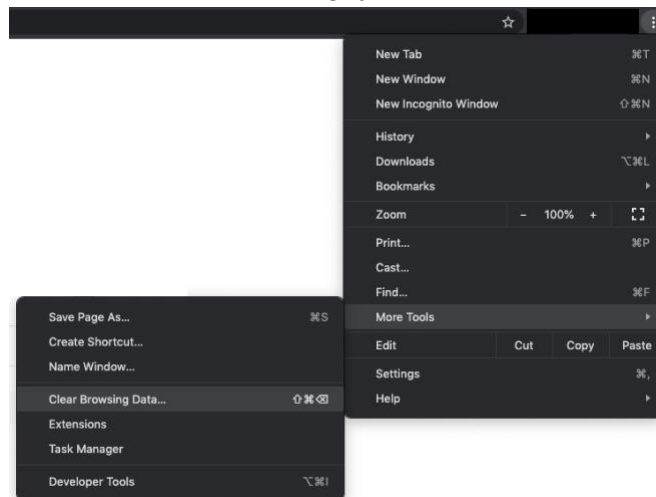 New Tab ⌘T
New Window ⌘N
New Incognito Window ⇧⌘N
History
Downloads ⌥⌘L
Bookmarks
Zoom - 100% +
Print... ⌘P
Cast...
Find... ⌘F
More Tools
Edit Cut Copy Paste
Settings ⌘,
Help
Save Page As... ⌘S
Create Shortcut...
Name Window...
Clear Browsing Data... ⇧⌘⌫
Extensions
Task Manager
Developer Tools ⌥⌘I